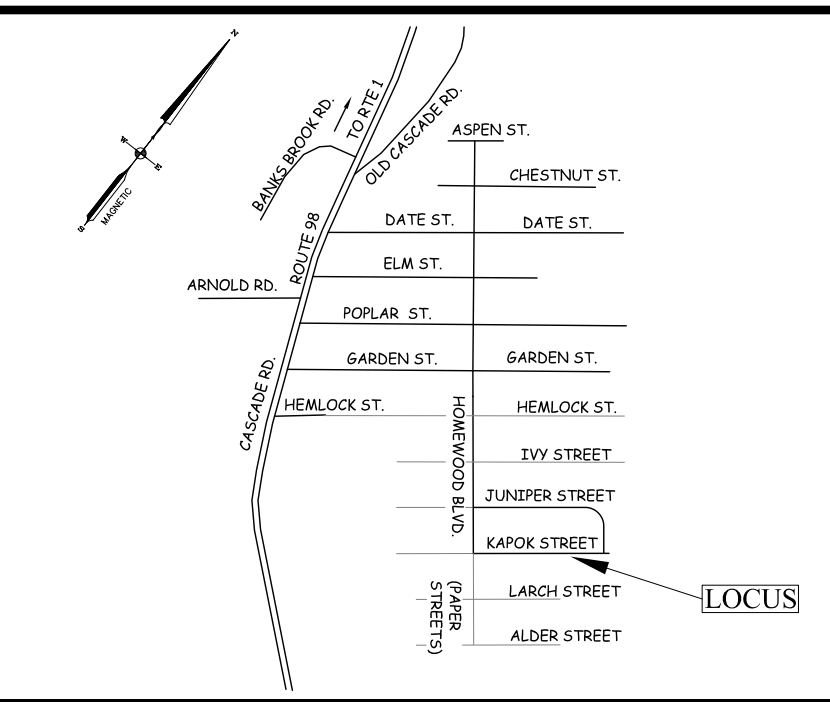 N
W
E
S
MAGNETIC
BANKS BROOK RD.
TO RTE 1
OLD CASCADE RD.
ASPEN ST.
CHESTNUT ST.
DATE ST.
DATE ST.
ROUTE 98
ELM ST.
ARNOLD RD.
POPLAR ST.
GARDEN ST.
GARDEN ST.
CASCADE RD.
HEMLOCK ST.
HEMLOCK ST.
HOMEWOOD BLVD.
IVY STREET
JUNIPER STREET
KAPOK STREET
(PAPER
STREETS)
LARCH STREET
LOCUS
ALDER STREET